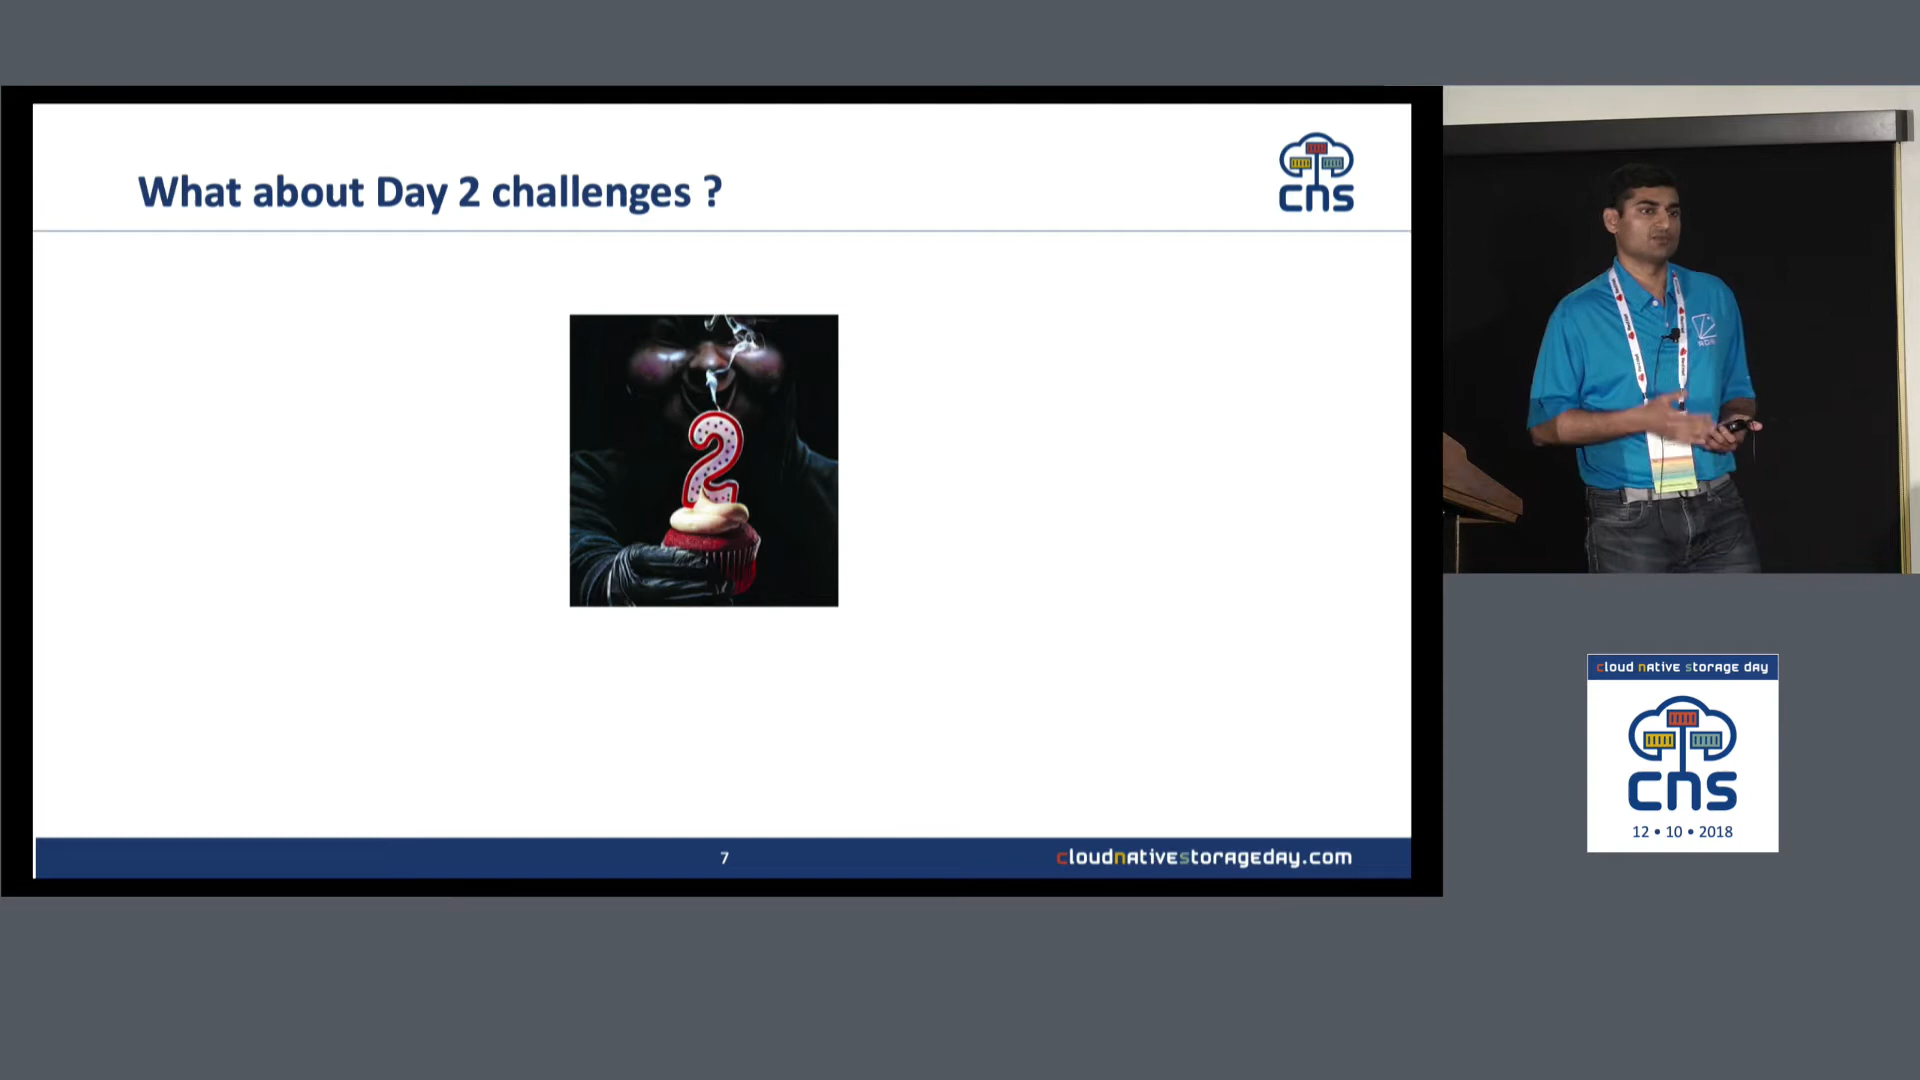 What about Day 2 challenges ?
cns
2
7
cloudnativestorageday.com
cloud native storage day
cns
12 • 10 • 2018